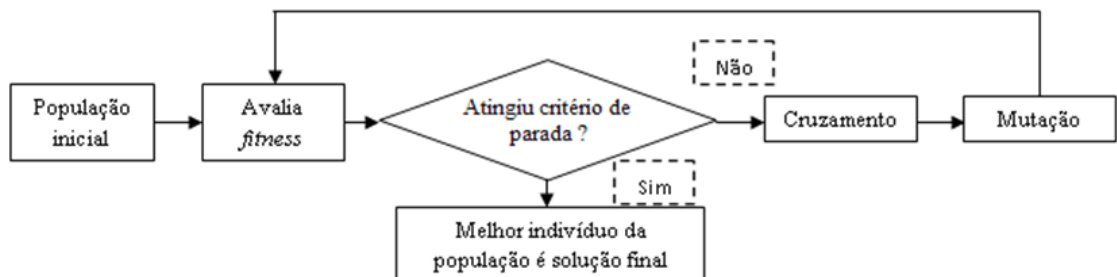 População
inicial
Avalia
fitness
Atingiu critério de
parada ?
Não
Cruzamento
Mutação
Sim
Melhor indivíduo da
população é solução final